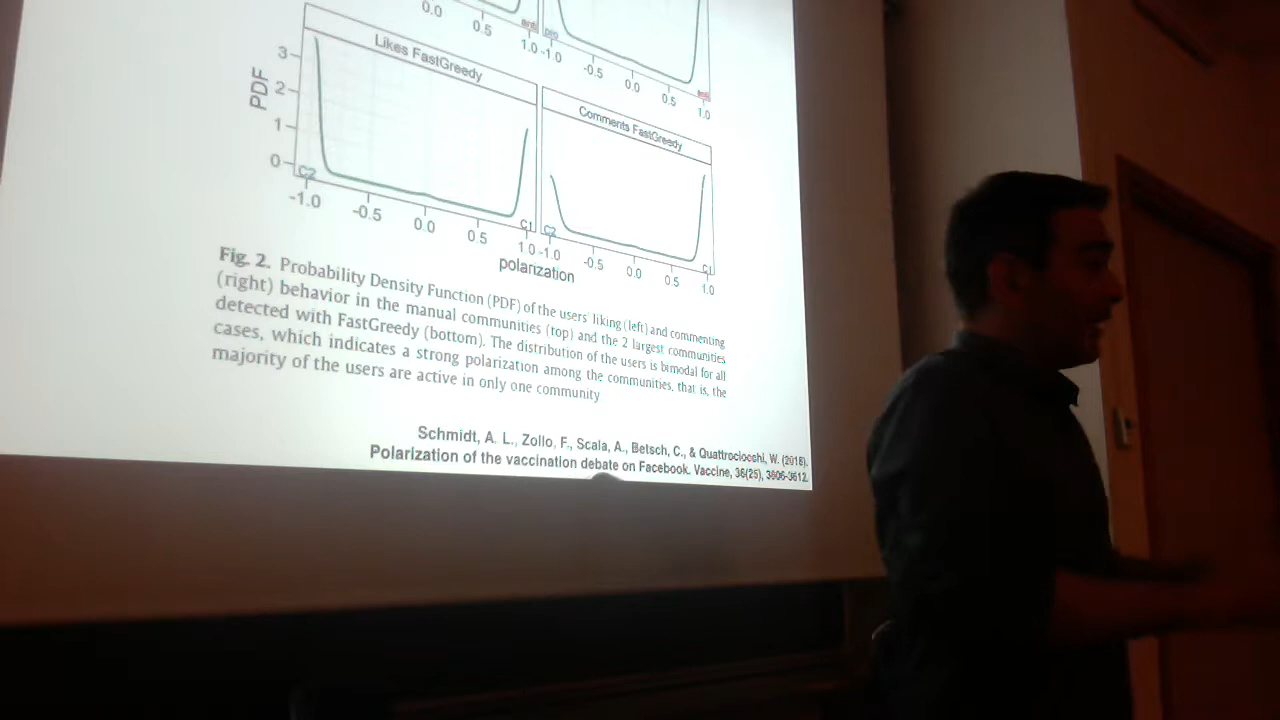 0.0 0.5 1.0 -1.0 -0.5 0.0 0.5 1.0
anti pro anti
Likes FastGreedy
Comments FastGreedy
PDF
3
2
1
0
C2 C1 C2 C1
-1.0 -0.5 0.0 0.5 1.0 -1.0 -0.5 0.0 0.5 1.0
polarization
Fig. 2. Probability Density Function (PDF) of the users' liking (left) and commenting
(right) behavior in the manual communities (top) and the 2 largest communities
detected with FastGreedy (bottom). The distribution of the users is bimodal for all
cases, which indicates a strong polarization among the communities, that is, the
majority of the users are active in only one community
Schmidt, A. L., Zollo, F., Scala, A., Betsch, C., & Quattrociocchi, W. (2018).
Polarization of the vaccination debate on Facebook. Vaccine, 36(25), 3606-3612.